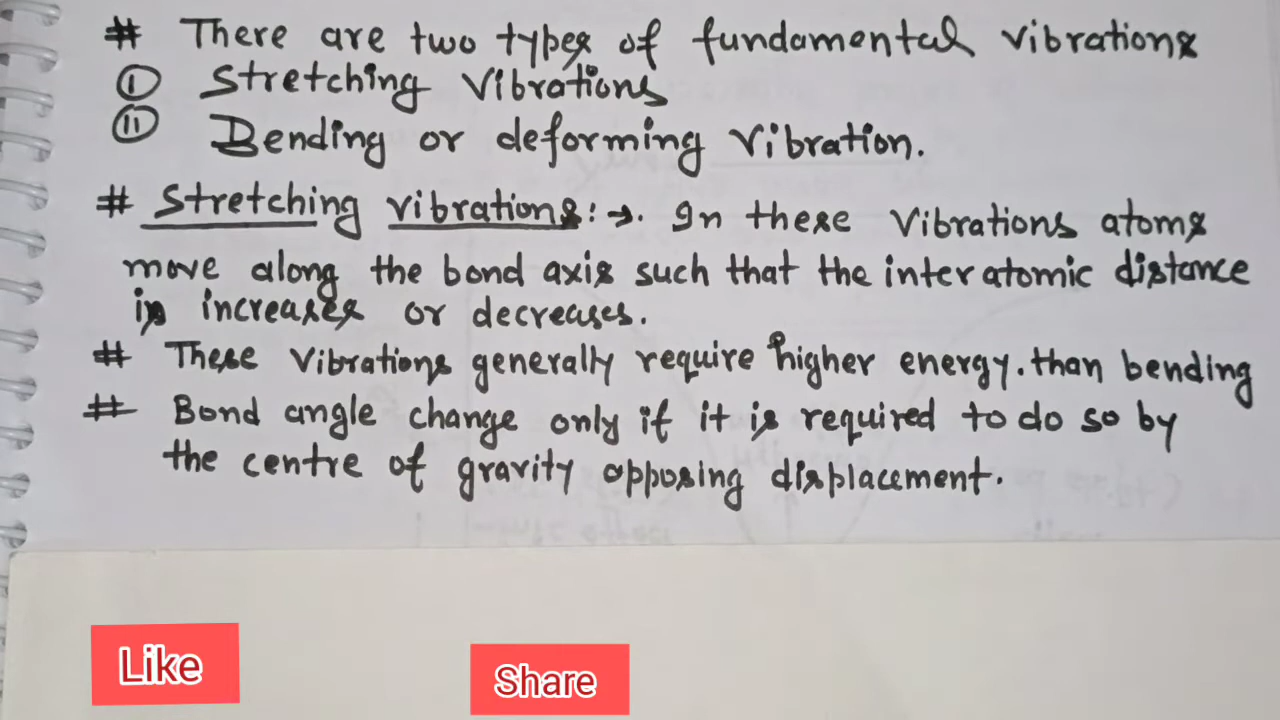 # There are two types of fundamental vibrations
① Stretching Vibrations
⑪ Bending or deforming Vibration.
# Stretching vibrations:→. In these Vibrations atoms
move along the bond axis such that the interatomic distance
is increases or decreases.
# These Vibrations generally require higher energy. than bending
# Bond angle change only if it is required to do so by
the centre of gravity opposing displacement.
Like
Share